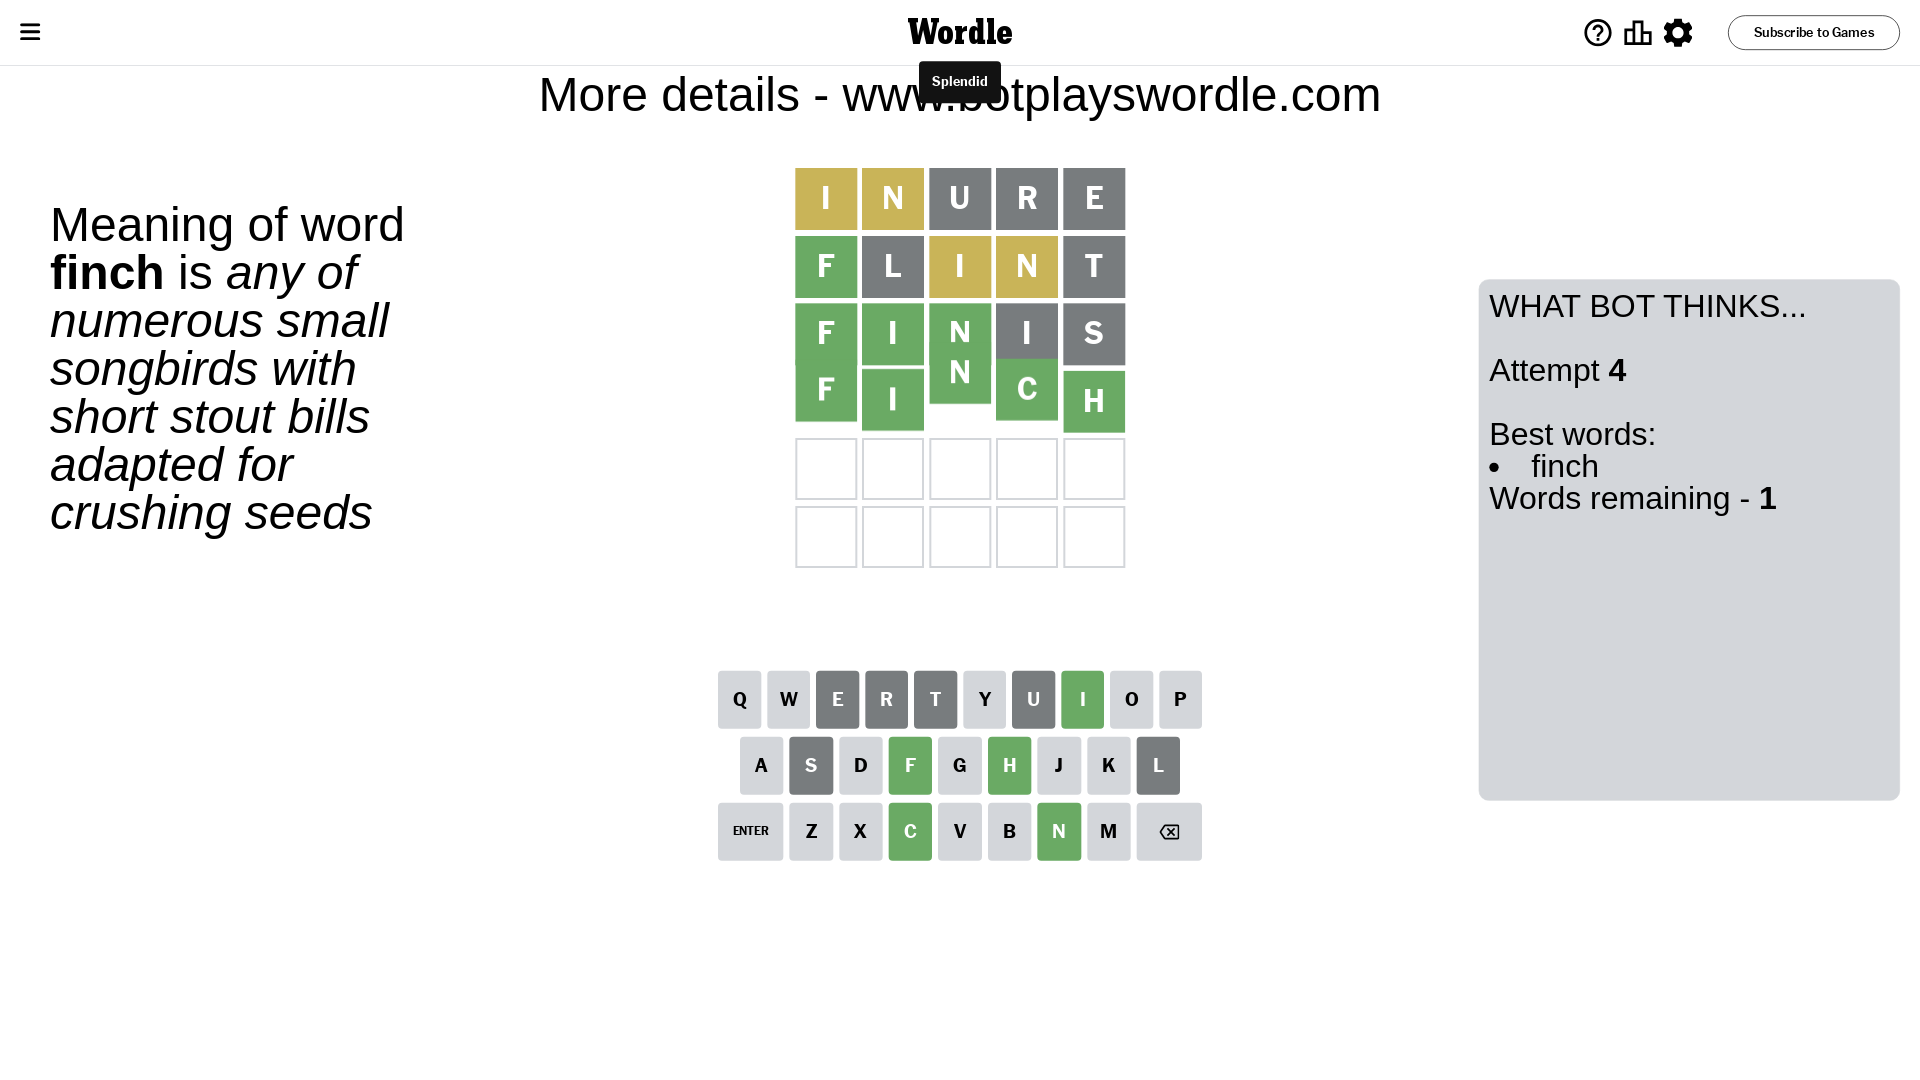 Wordle
Subscribe to Games
Splendid
More details - www.botplayswordle.com
Meaning of word
finch is any of
numerous small
songbirds with
short stout bills
adapted for
crushing seeds
I N U R E
F L I N T
F I N I S
F I N C H
WHAT BOT THINKS...
Attempt 4
Best words:
• finch
Words remaining - 1
Q W E R T Y U I O P
A S D F G H J K L
ENTER Z X C V B N M